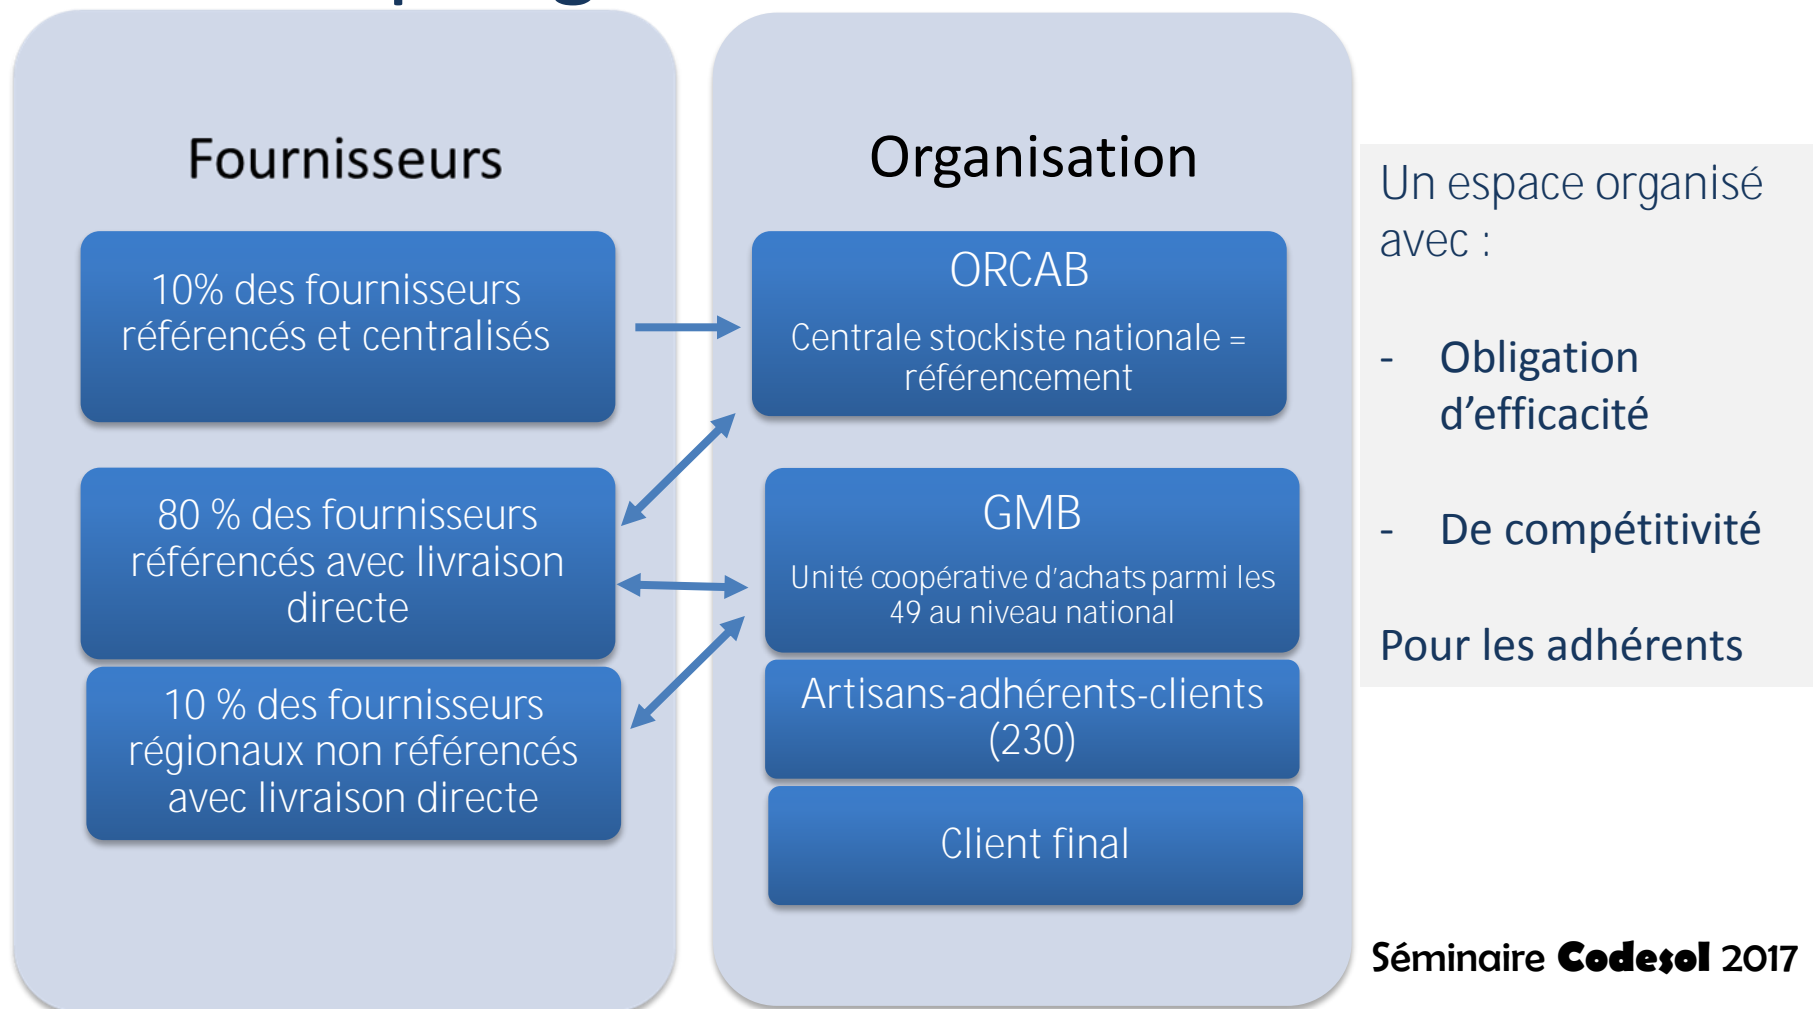 Fournisseurs
10% des fournisseurs
référencés et centralisés
80 % des fournisseurs
référencés avec livraison
directe
10 % des fournisseurs
régionaux non référencés
avec livraison directe
Organisation
ORCAB
Centrale stockiste nationale =
référencement
GMB
Unité coopérative d'achats parmi les
49 au niveau national
Artisans-adhérents-clients
(230)
Client final
Un espace organisé
avec :
- Obligation
d’efficacité
- De compétitivité
Pour les adhérents
Séminaire Codesol 2017